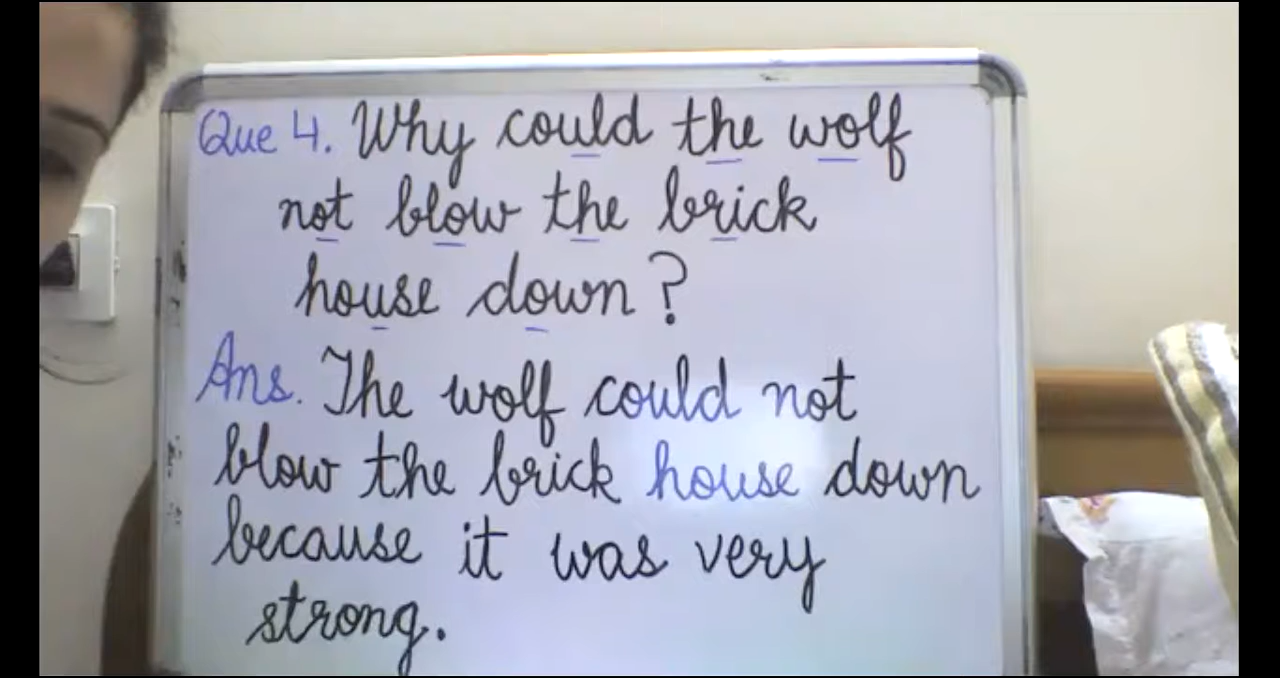 Que 4. Why could the wolf
not blow the brick
house down?
Ans. The wolf could not
blow the brick house down
because it was very
strong.